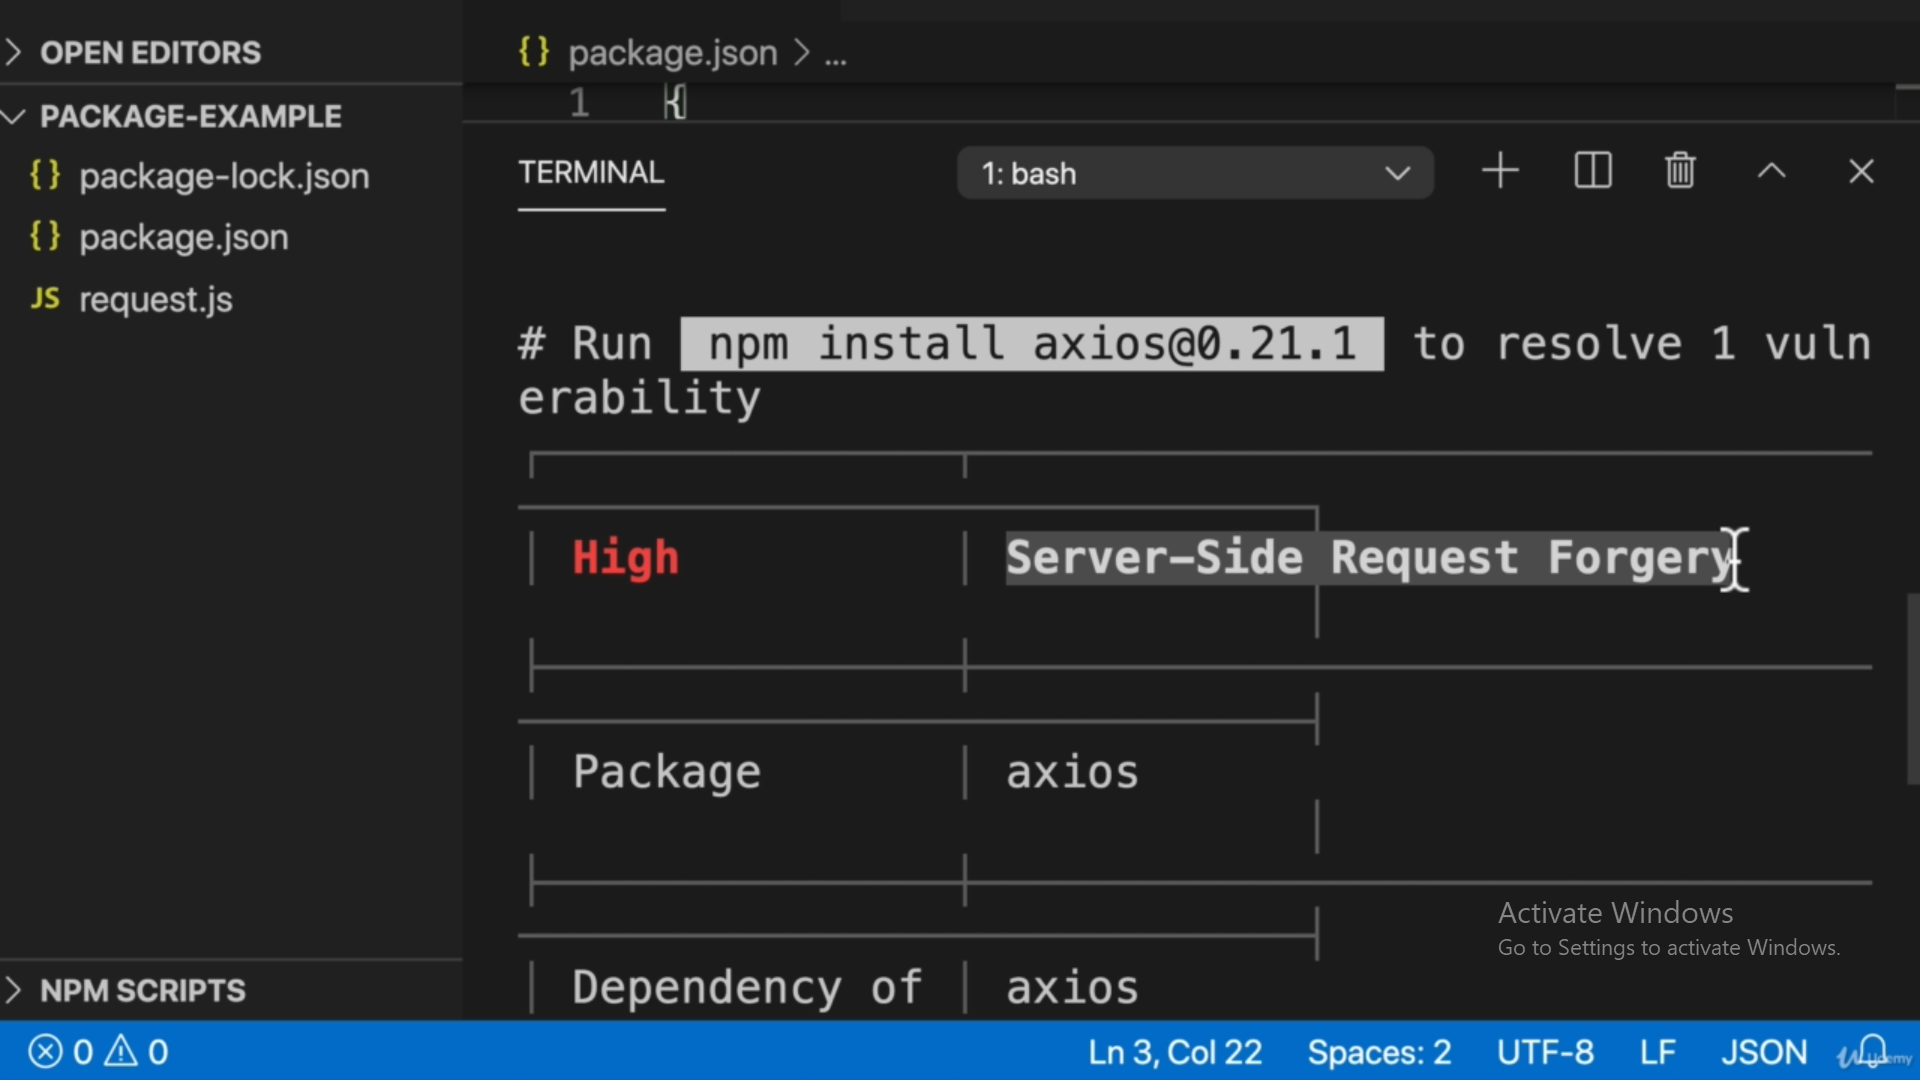 OPEN EDITORS
PACKAGE-EXAMPLE
{} package-lock.json
{} package.json
JS request.js
NPM SCRIPTS
{} package.json > ...
1 {
TERMINAL
1: bash
# Run npm install axios@0.21.1 to resolve 1 vuln
erability
High Server-Side Request Forgery
Package axios
Dependency of axios
Activate Windows
Go to Settings to activate Windows.
0 0 Ln 3, Col 22 Spaces: 2 UTF-8 LF JSON
Udemy